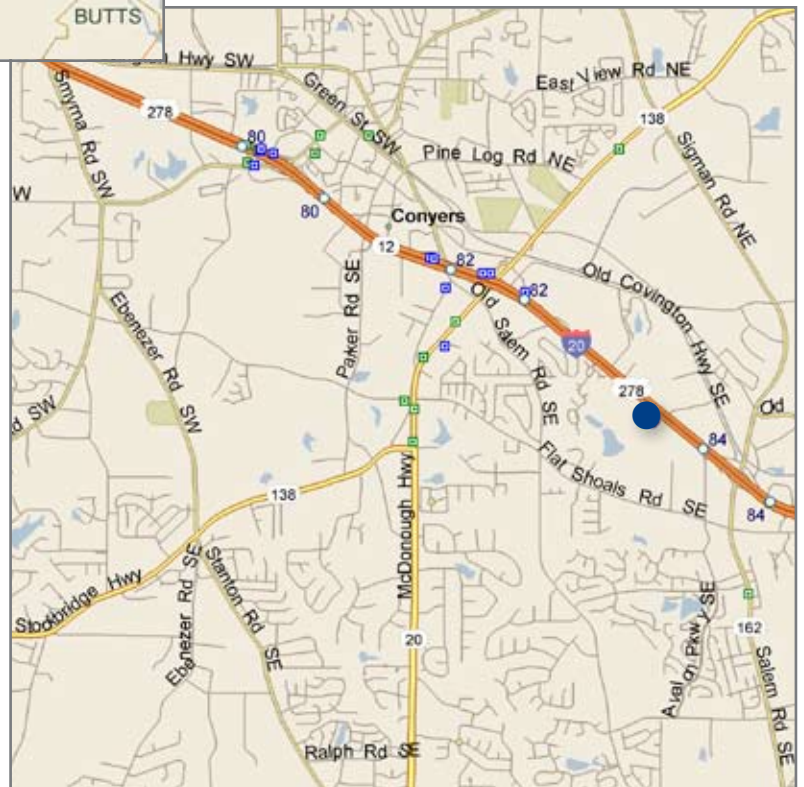 BUTTS
Hwy SW
Smyrna Rd SW
278
80
Green St SW
East View Rd NE
138
Pine Log Rd NE
Sigman Rd NE
W
80
Conyers
12
82
82
Old Covington Hwy SE
Parker Rd SE
Old Salem Rd SE
20
Ebenezer Rd SW
278
d SW
Od
84
Flat Shoals Rd SE
84
138
McDonough Hwy
Stockbridge Hwy
Ebenezer Rd SE
Stanton Rd SE
20
Avalon Pkwy SE
162
Salem Rd SE
Ralph Rd SE